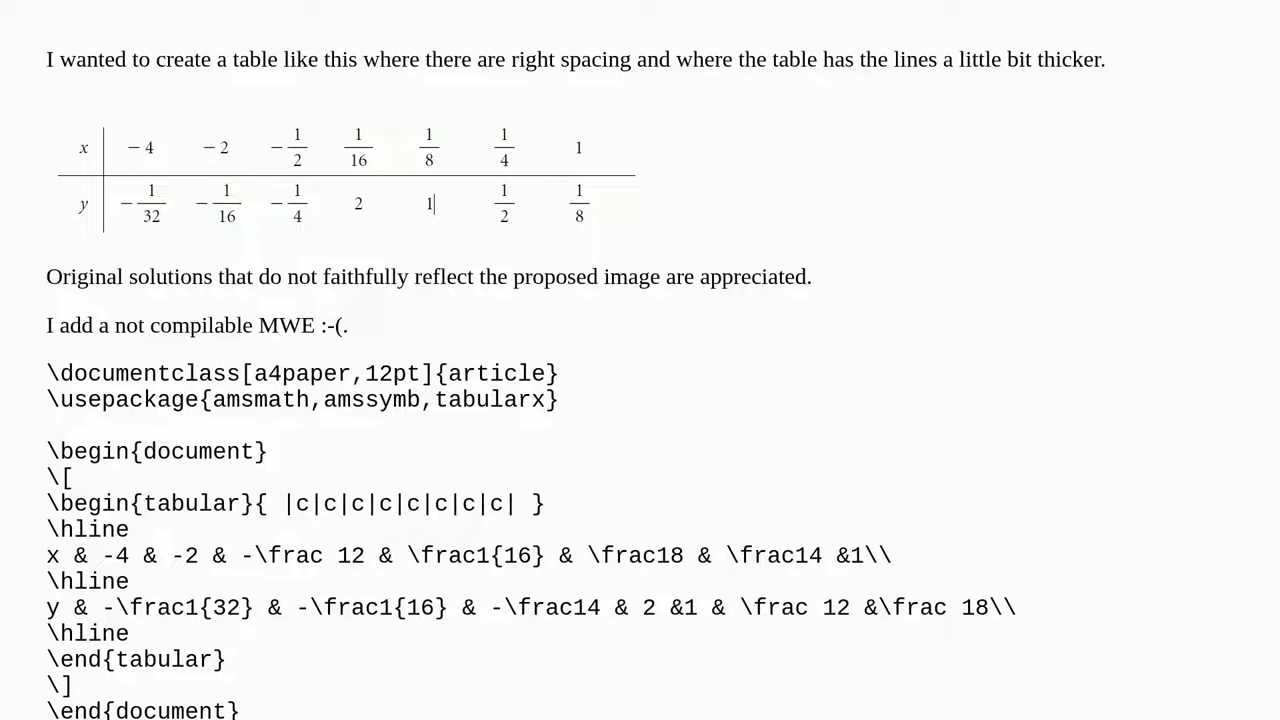 I wanted to create a table like this where there are right spacing and where the table has the lines a little bit thicker.
x − 4 − 2 − 1/2 1/16 1/8 1/4 1
y − 1/32 − 1/16 − 1/4 2 1 1/2 1/8
Original solutions that do not faithfully reflect the proposed image are appreciated.
I add a not compilable MWE :-(.
\documentclass[a4paper,12pt]{article}
\usepackage{amsmath,amssymb,tabularx}
\begin{document}
\[
\begin{tabular}{ |c|c|c|c|c|c|c|c| }
\hline
x & -4 & -2 & -\frac 12 & \frac1{16} & \frac18 & \frac14 &1\\
\hline
y & -\frac1{32} & -\frac1{16} & -\frac14 & 2 &1 & \frac 12 &\frac 18\\
\hline
\end{tabular}
\]
\end{document}